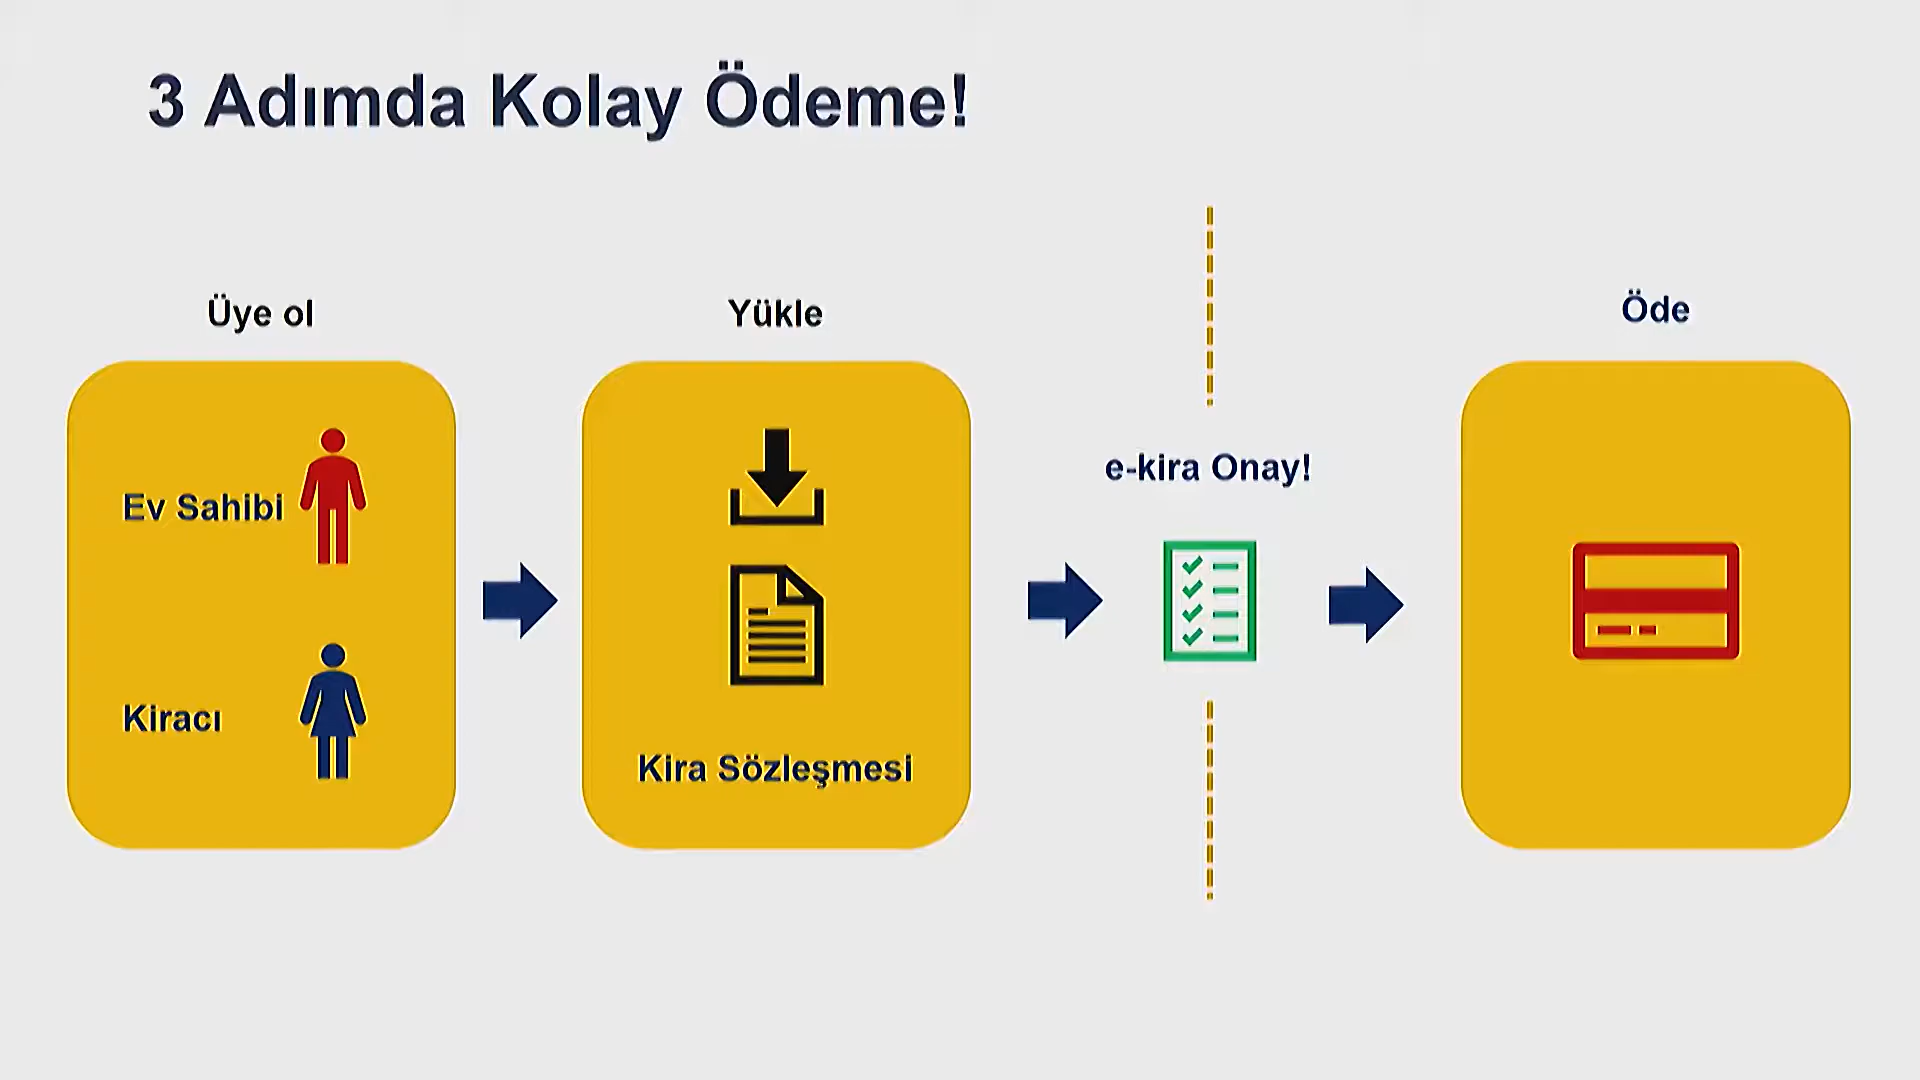 3 Adımda Kolay Ödeme!
Üye ol
Ev Sahibi
Kiracı
Yükle
Kira Sözleşmesi
e-kira Onay!
Öde